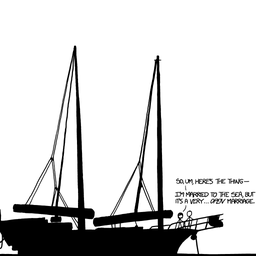 SO, UM, HERE'S THE THING—
I'M MARRIED TO THE SEA, BUT
IT'S A VERY... OPEN MARRIAGE.